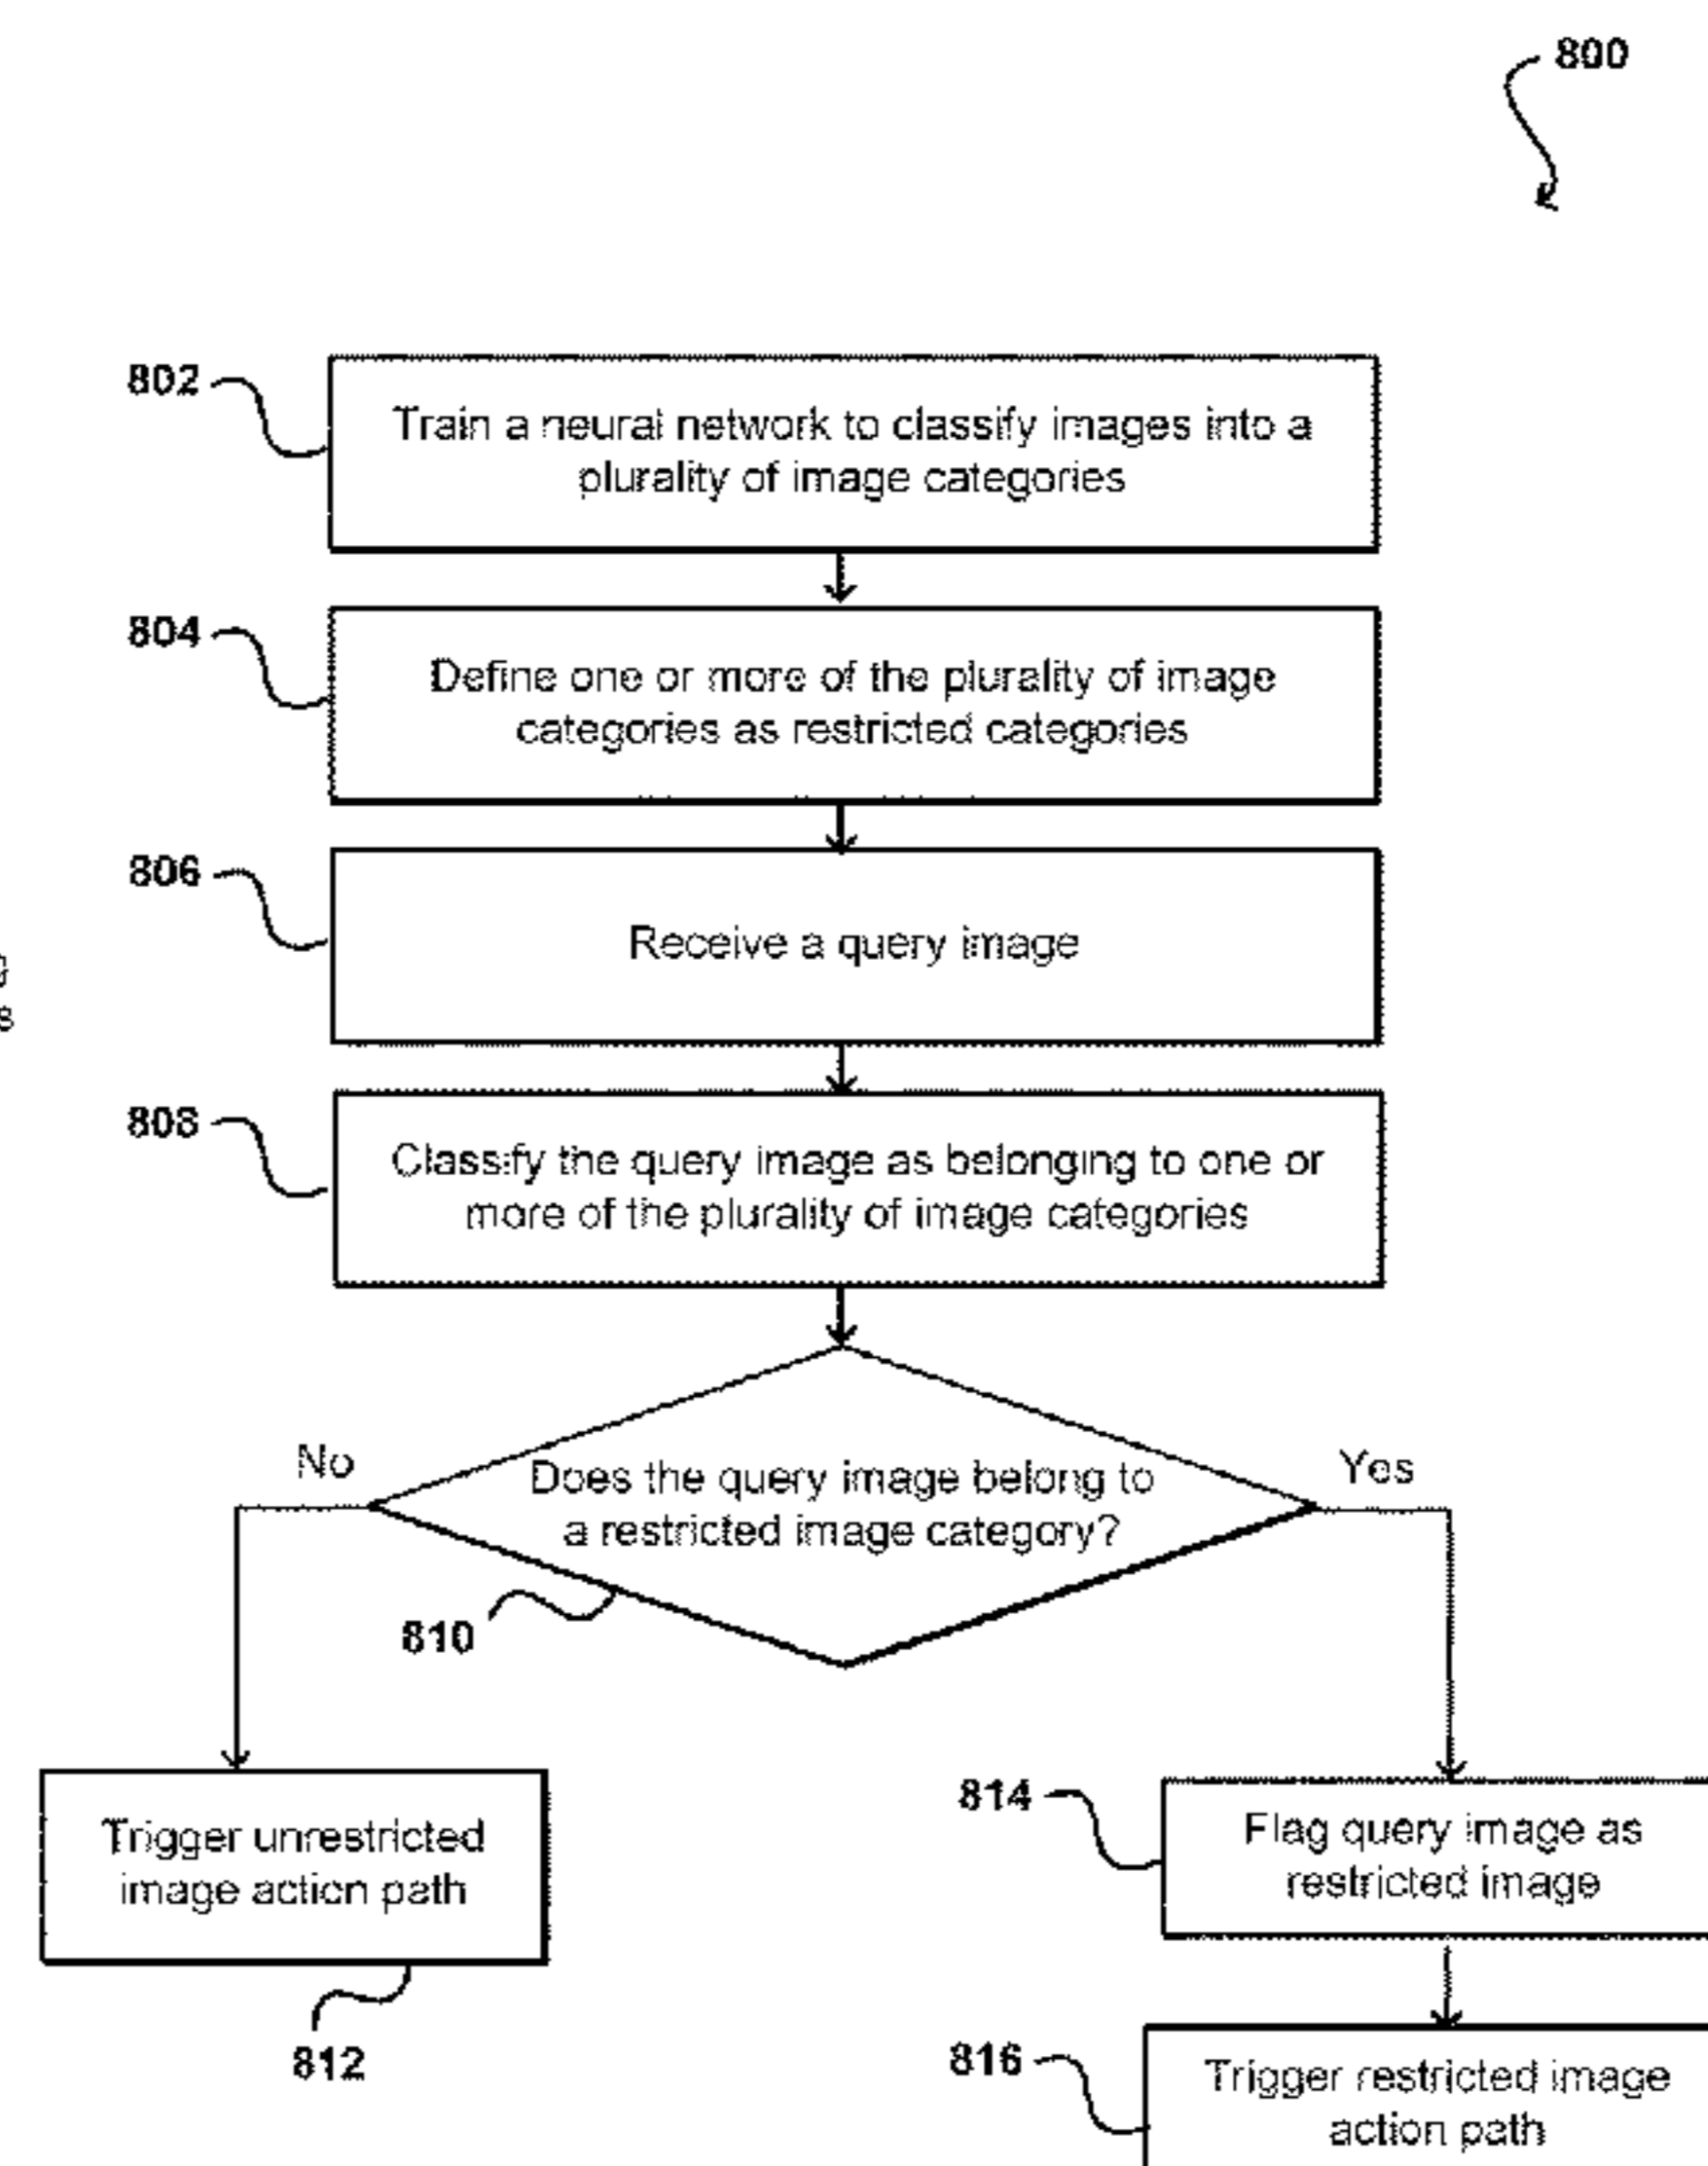 800
802
Train a neural network to classify images into a
plurality of image categories
804
Define one or more of the plurality of image
categories as restricted categories
806
Receive a query image
808
Classify the query image as belonging to one or
more of the plurality of image categories
No
Does the query image belong to
a restricted image category?
Yes
810
Trigger unrestricted
image action path
812
814
Flag query image as
restricted image
816
Trigger restricted image
action path